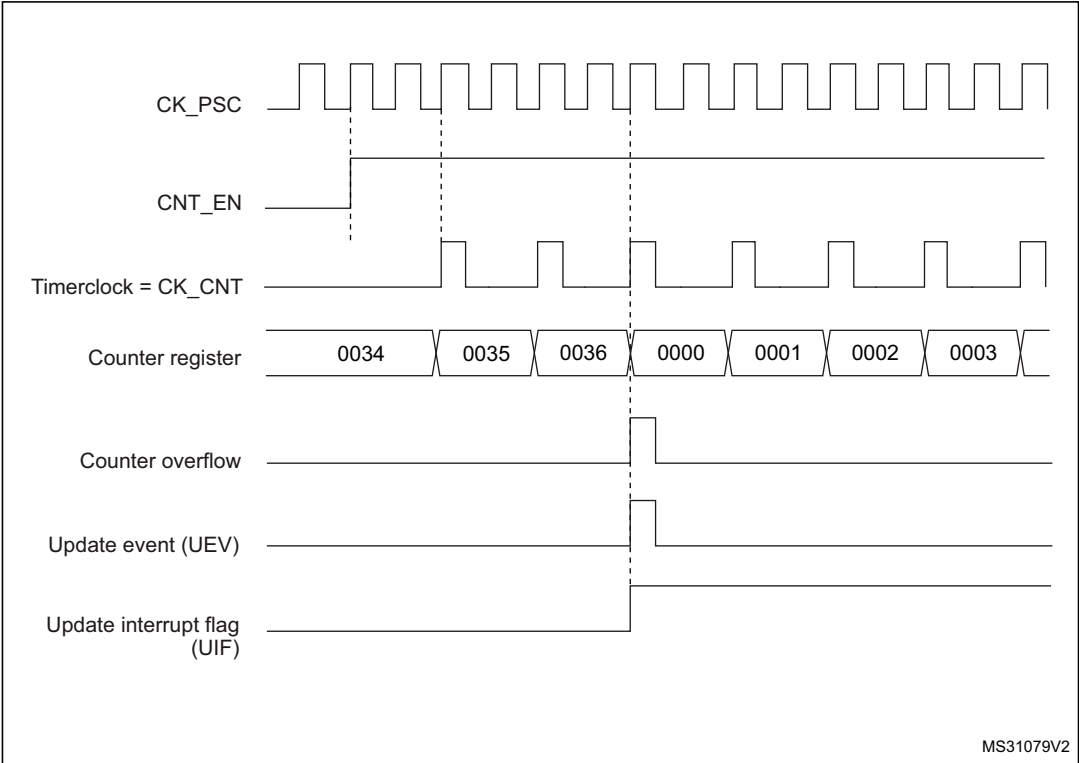 CK_PSC
CNT_EN
Timerclock = CK_CNT
Counter register 0034 0035 0036 0000 0001 0002 0003
Counter overflow
Update event (UEV)
Update interrupt flag
(UIF)
MS31079V2